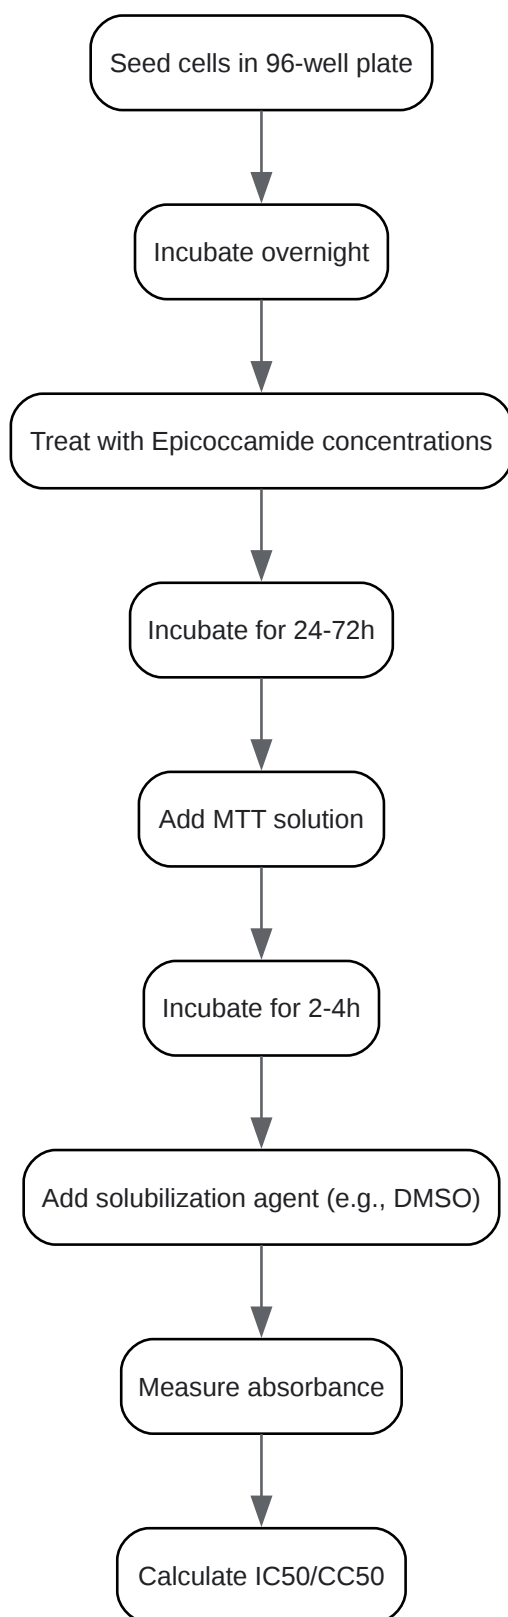 Seed cells in 96-well plate
Incubate overnight
Treat with Epicoccamide concentrations
Incubate for 24-72h
Add MTT solution
Incubate for 2-4h
Add solubilization agent (e.g., DMSO)
Measure absorbance
Calculate IC50/CC50